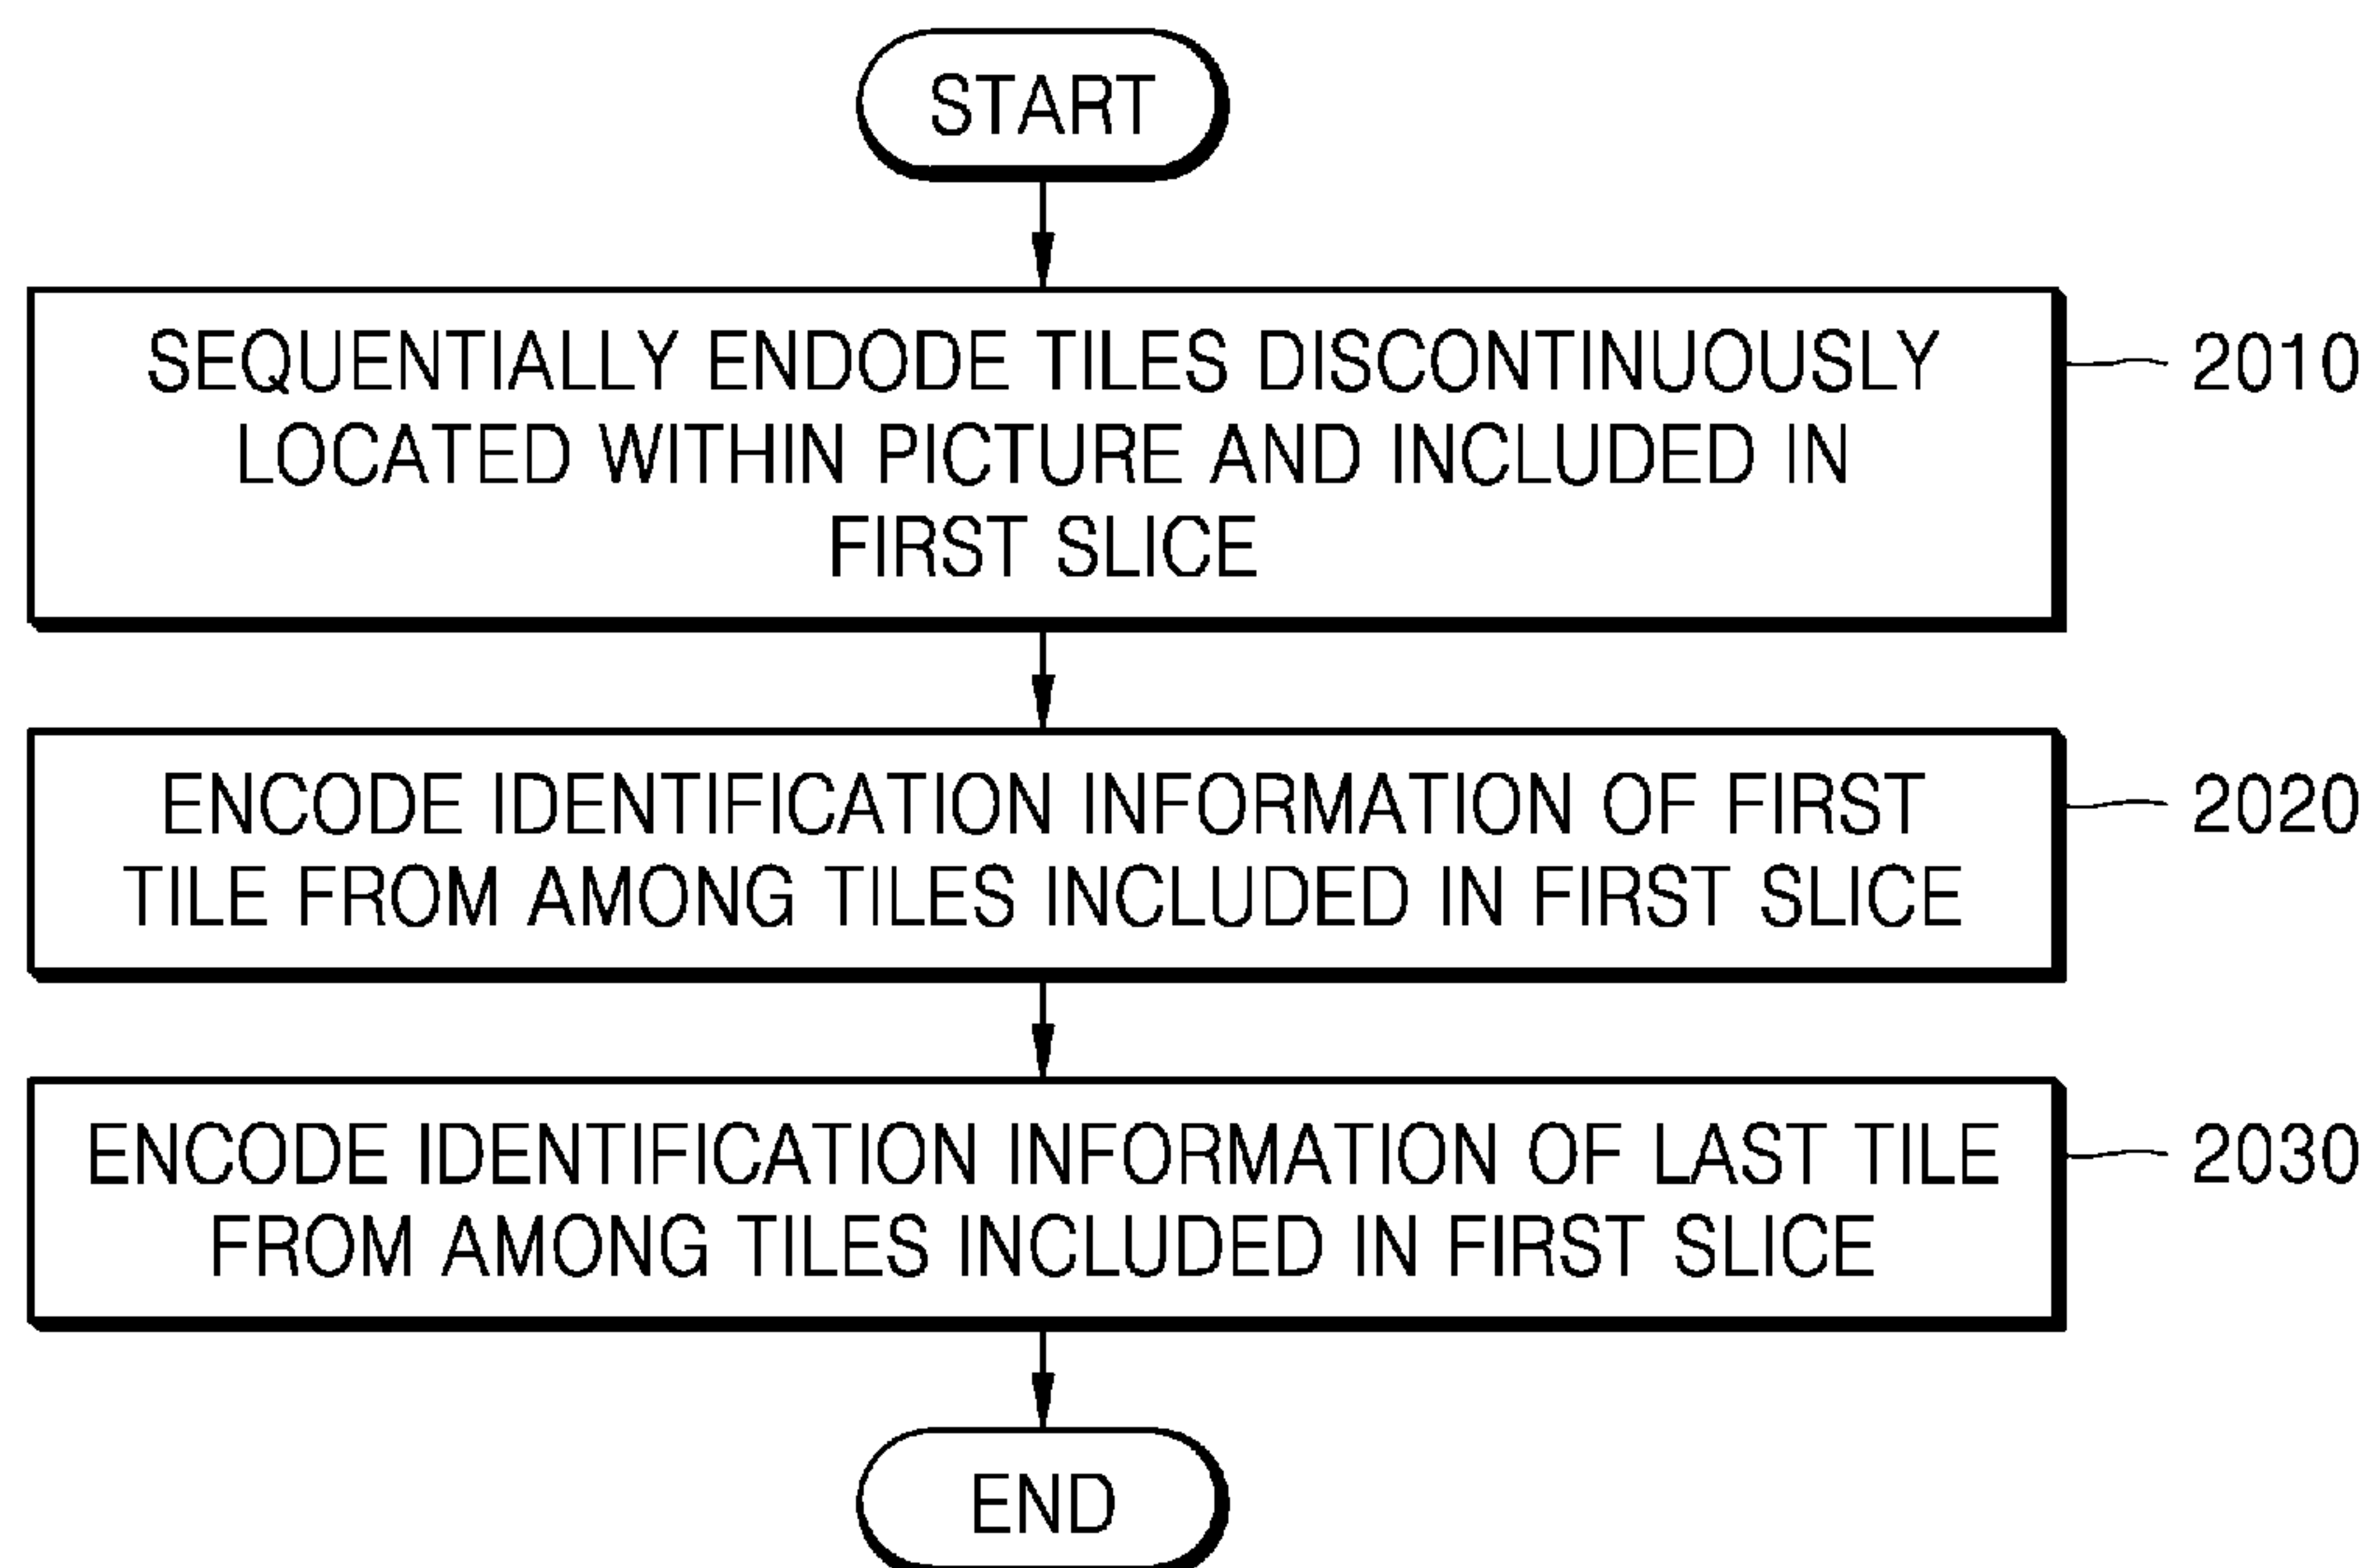 START
SEQUENTIALLY ENDODE TILES DISCONTINUOUSLY
LOCATED WITHIN PICTURE AND INCLUDED IN
FIRST SLICE
2010
ENCODE IDENTIFICATION INFORMATION OF FIRST
TILE FROM AMONG TILES INCLUDED IN FIRST SLICE
2020
ENCODE IDENTIFICATION INFORMATION OF LAST TILE
FROM AMONG TILES INCLUDED IN FIRST SLICE
2030
END